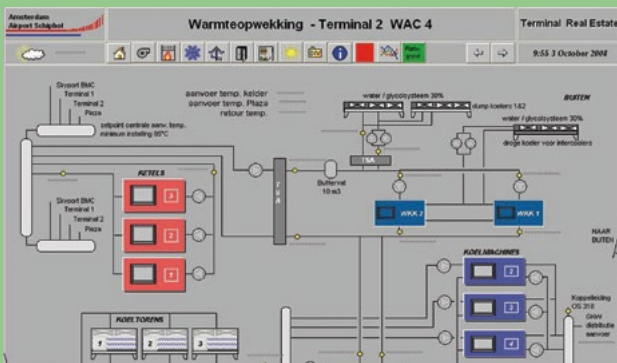 Amsterdam
Airport Schiphol
Warmteopwekking - Terminal 2 WAC 4
Terminal Real Estate
9:55 3 October 2008
Skyport BMC
Terminal 1
Terminal 2
Plaza
setpoint centrale aanv. temp.
minimum instelling 65°C
aanvoer temp. kelder
aanvoer temp. Plaza
retour temp.
water / glycolsysteem 30%
dump koelers 1&2
BUITEN
water / glycolsysteem 30%
droge koeler voor intercoolers
TSA
KETELS
3
2
1
TSA
Buffervat
10 m3
WKK 2
WKK 1
Skyport BMC
Terminal 1
Terminal 2
Plaza
NAAR
BUITEN
KOELMACHINES
2
3
4
Koppelleiding
OS 318
GKW
distributie
aanvoer
KOELTORENS
1
2
3